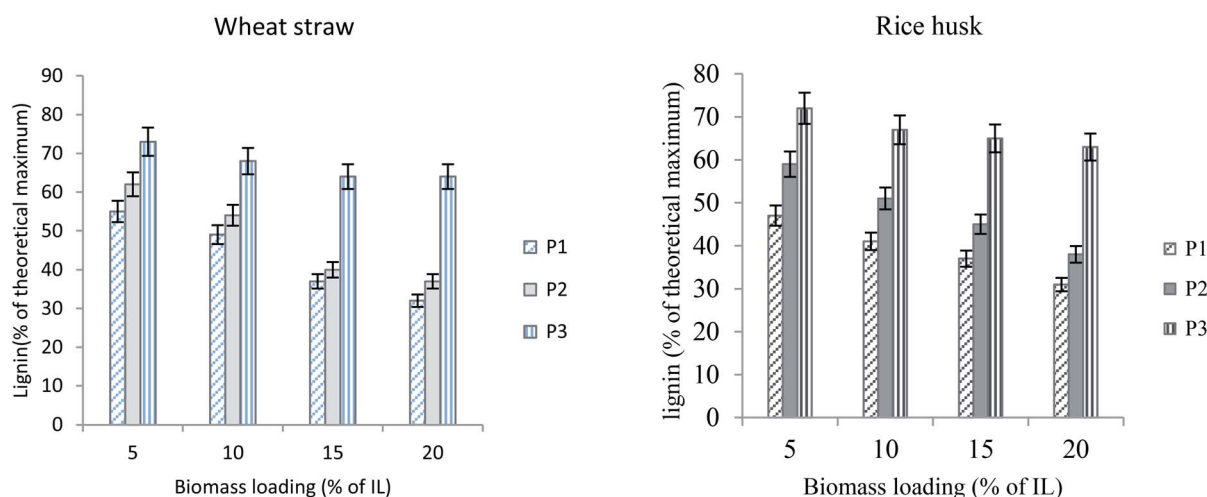 Wheat straw
Lignin(% of theoretical maximum)
90
80
70
60
50
40
30
20
10
0
5 10 15 20
Biomass loading (% of IL)
P1
P2
P3
Rice husk
lignin (% of theoretical maximum)
80
70
60
50
40
30
20
10
0
5 10 15 20
Biomass loading (% of IL)
P1
P2
P3